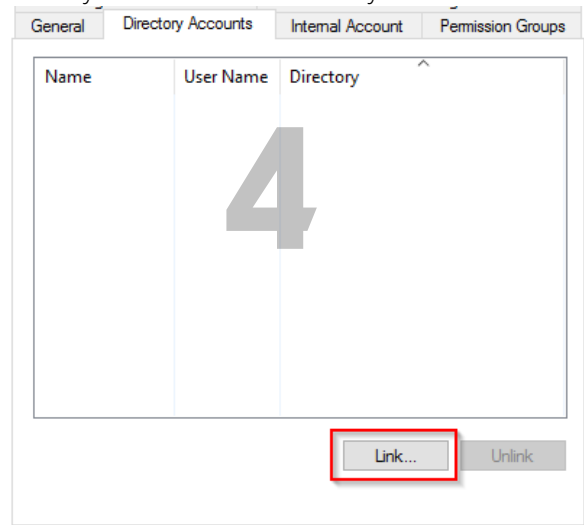 General Directory Accounts Internal Account Permission Groups
Name User Name Directory
4
Link... Unlink